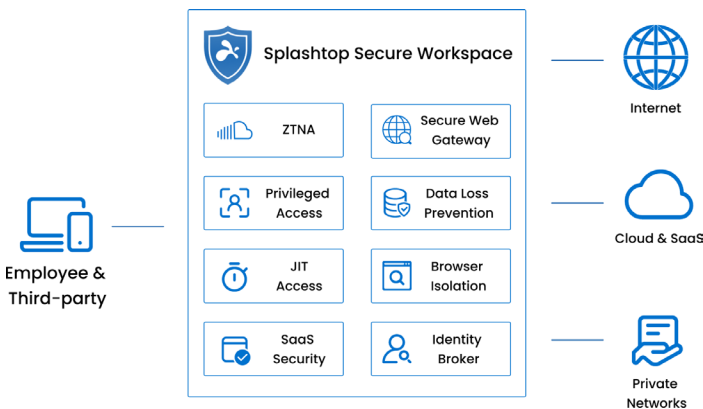 Splashtop Secure Workspace
ZTNA
Secure Web
Gateway
Privileged
Access
Data Loss
Prevention
JIT
Access
Browser
Isolation
SaaS
Security
Identity
Broker
Employee &
Third-party
Internet
Cloud & SaaS
Private
Networks